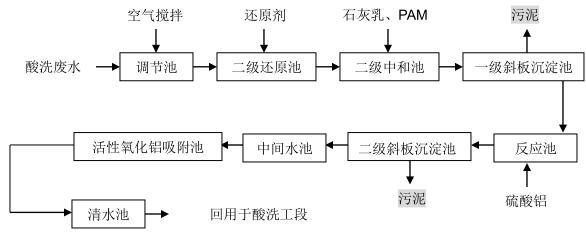 空气搅拌
还原剂
石灰乳、PAM
污泥
酸洗废水
调节池
二级还原池
二级中和池
一级斜板沉淀池
活性氧化铝吸附池
中间水池
二级斜板沉淀池
反应池
污泥
硫酸铝
清水池
回用于酸洗工段